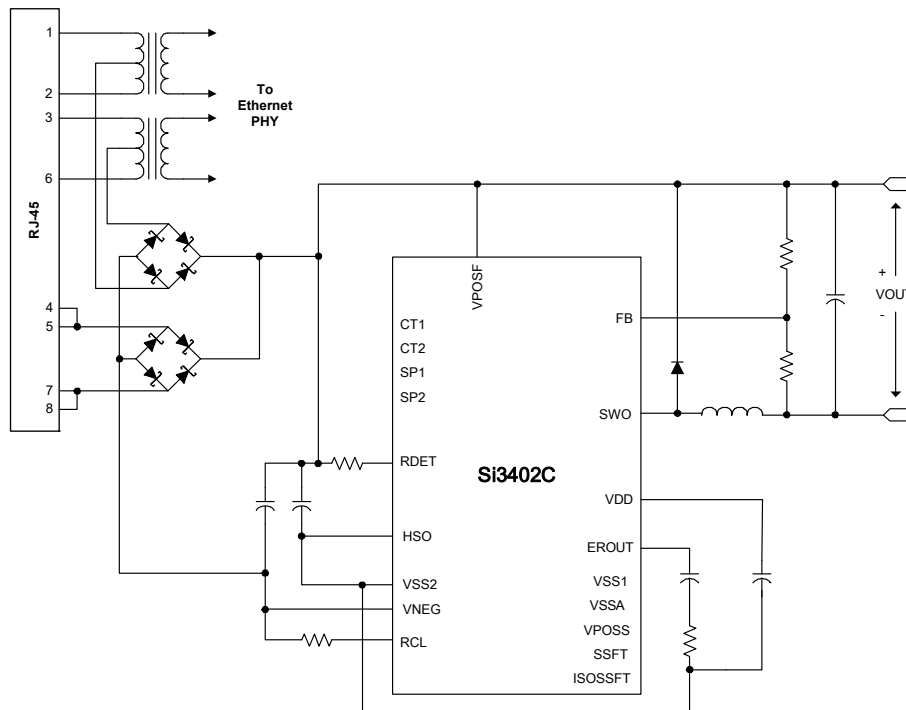 1
2
3
6
4
5
7
8
RJ-45
To
Ethernet
PHY
VPOSF
CT1
CT2
SP1
SP2
RDET
HSO
VSS2
VNEG
RCL
Si3402C
FB
SWO
VDD
EROUT
VSS1
VSSA
VPOSS
SSFT
ISOSSFT
+
VOUT
-